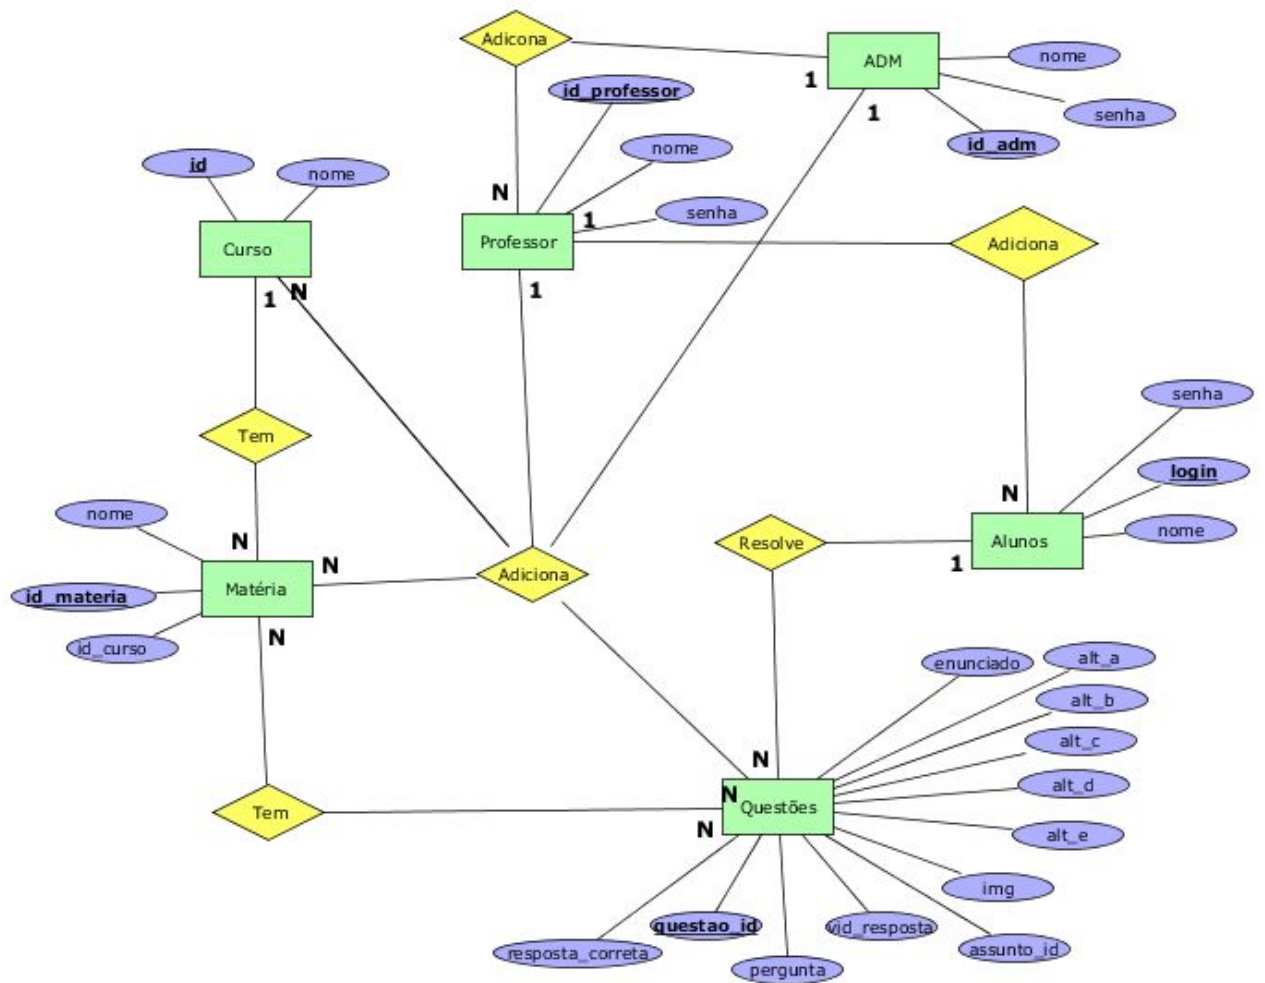 Adicona
ADM
nome
1
id_professor
1
senha
id_adm
nome
id
nome
N
senha
1
Curso
Professor
Adiciona
1
N
1
senha
Tem
login
nome
N
N
nome
Resolve
Alunos
N
Adiciona
1
Matéria
id_materia
N
id_curso
enunciado
alt_a
alt_b
alt_c
N
alt_d
N
Questões
Tem
N
alt_e
img
questao_id
vid_resposta
resposta_correta
assunto_id
pergunta